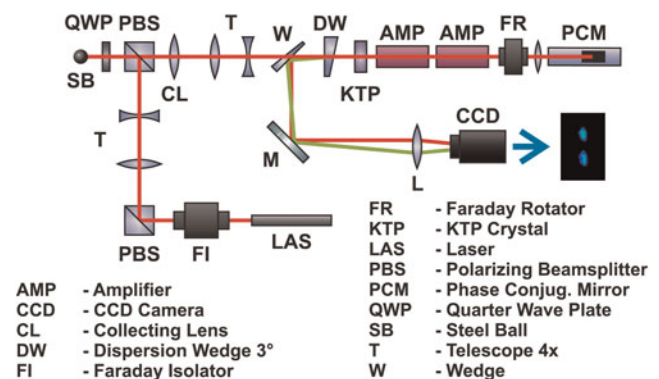 QWP PBS T W DW AMP AMP FR PCM
SB CL KTP
CCD
T M L
PBS FI LAS
FR - Faraday Rotator
KTP - KTP Crystal
LAS - Laser
PBS - Polarizing Beamsplitter
PCM - Phase Conjug. Mirror
QWP - Quarter Wave Plate
SB - Steel Ball
T - Telescope 4x
W - Wedge
AMP - Amplifier
CCD - CCD Camera
CL - Collecting Lens
DW - Dispersion Wedge 3°
FI - Faraday Isolator